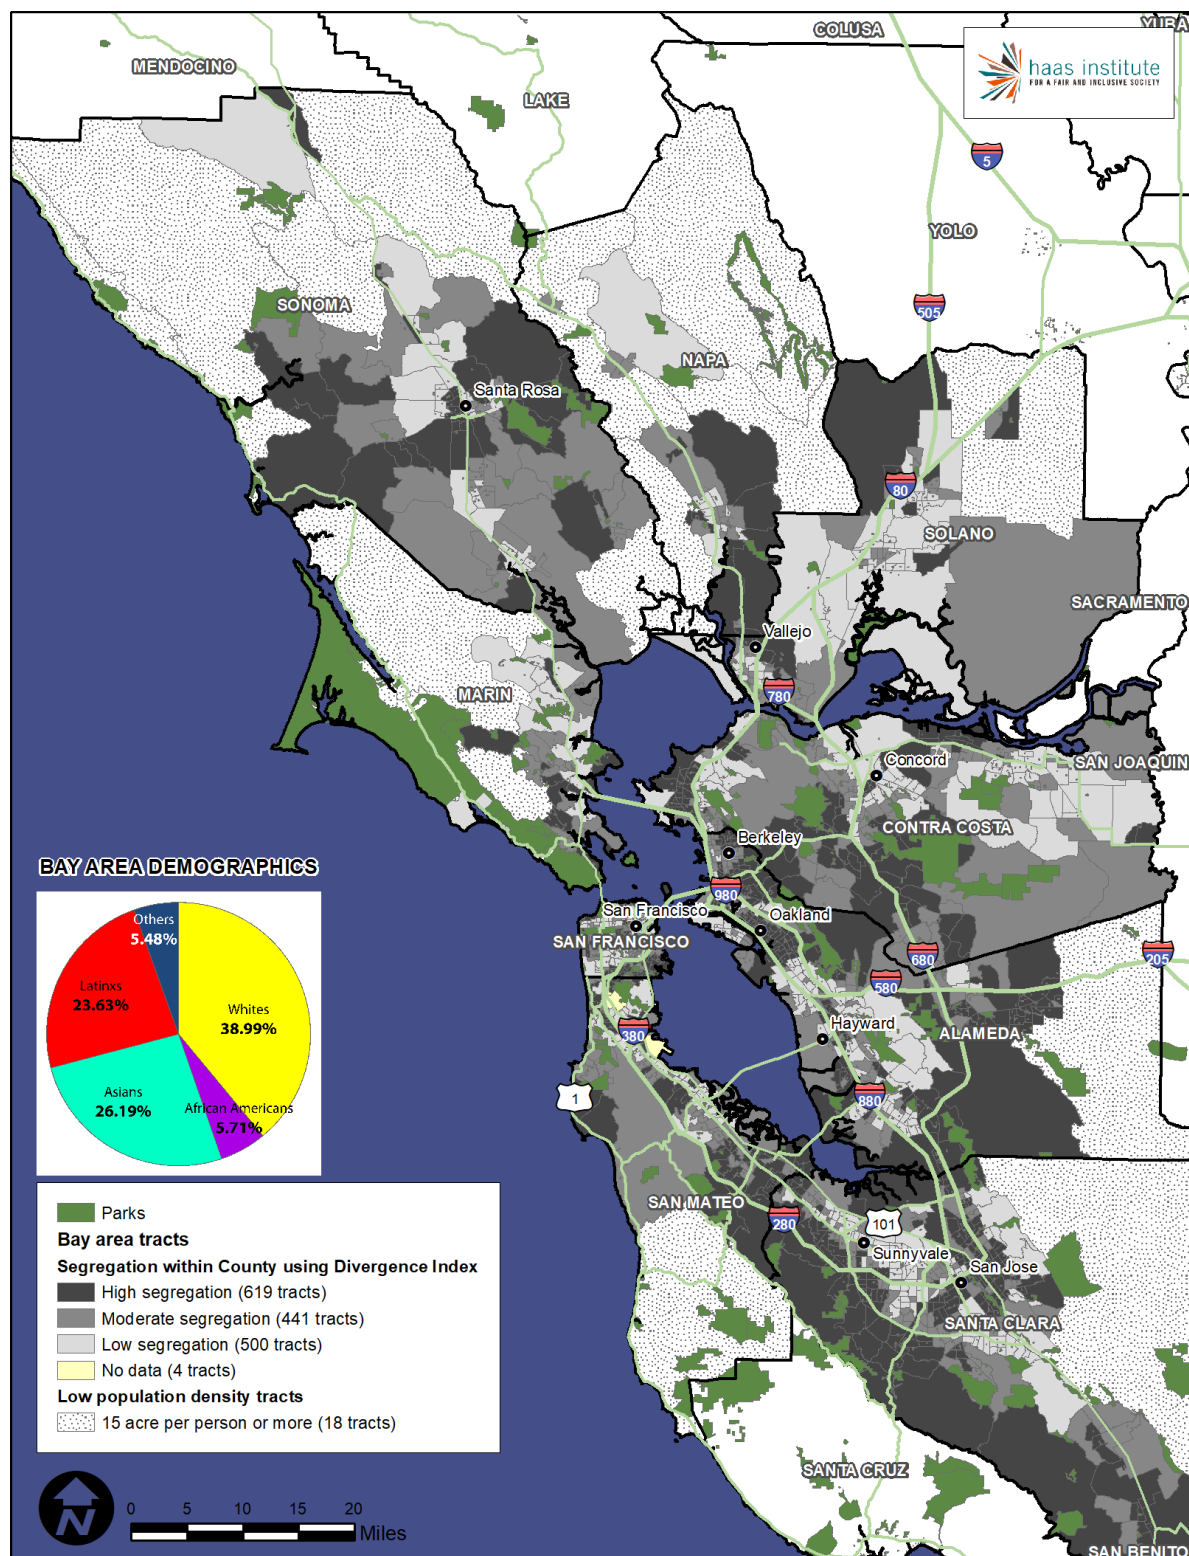 COLUSA
YUBA
haas institute
FOR A FAIR AND INCLUSIVE SOCIETY
MENDOCINO
LAKE
5
YOLO
SONOMA
505
NAPA
Santa Rosa
80
SOLANO
SACRAMENTO
Vallejo
MARIN
780
Concord
SAN JOAQUIN
CONTRA COSTA
Berkeley
BAY AREA DEMOGRAPHICS
980
San Francisco
Oakland
SAN FRANCISCO
680
205
580
Others
5.48%
Latinxs
23.63%
Whites
38.99%
Asians
26.19%
African Americans
5.71%
380
Hayward
ALAMEDA
1
880
SAN MATEO
280
101
Sunnyvale
San Jose
SANTA CLARA
Parks
Bay area tracts
Segregation within County using Divergence Index
High segregation (619 tracts)
Moderate segregation (441 tracts)
Low segregation (500 tracts)
No data (4 tracts)
Low population density tracts
15 acre per person or more (18 tracts)
SANTA CRUZ
N
0 5 10 15 20
Miles
SAN BENITO